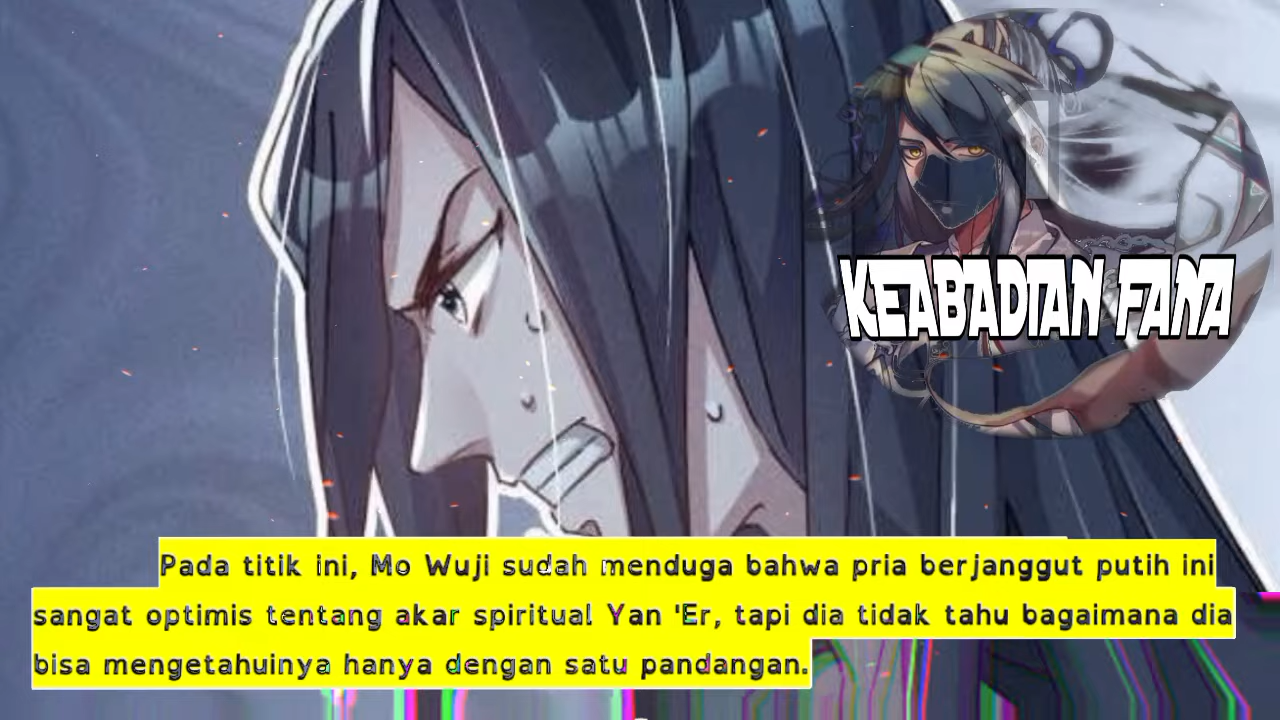 KEABADIAN FANA
Pada titik ini, Mo Wuji sudah menduga bahwa pria berjanggut putih ini
sangat optimis tentang akar spiritual Yan 'Er, tapi dia tidak tahu bagaimana dia
bisa mengetahuinya hanya dengan satu pandangan.